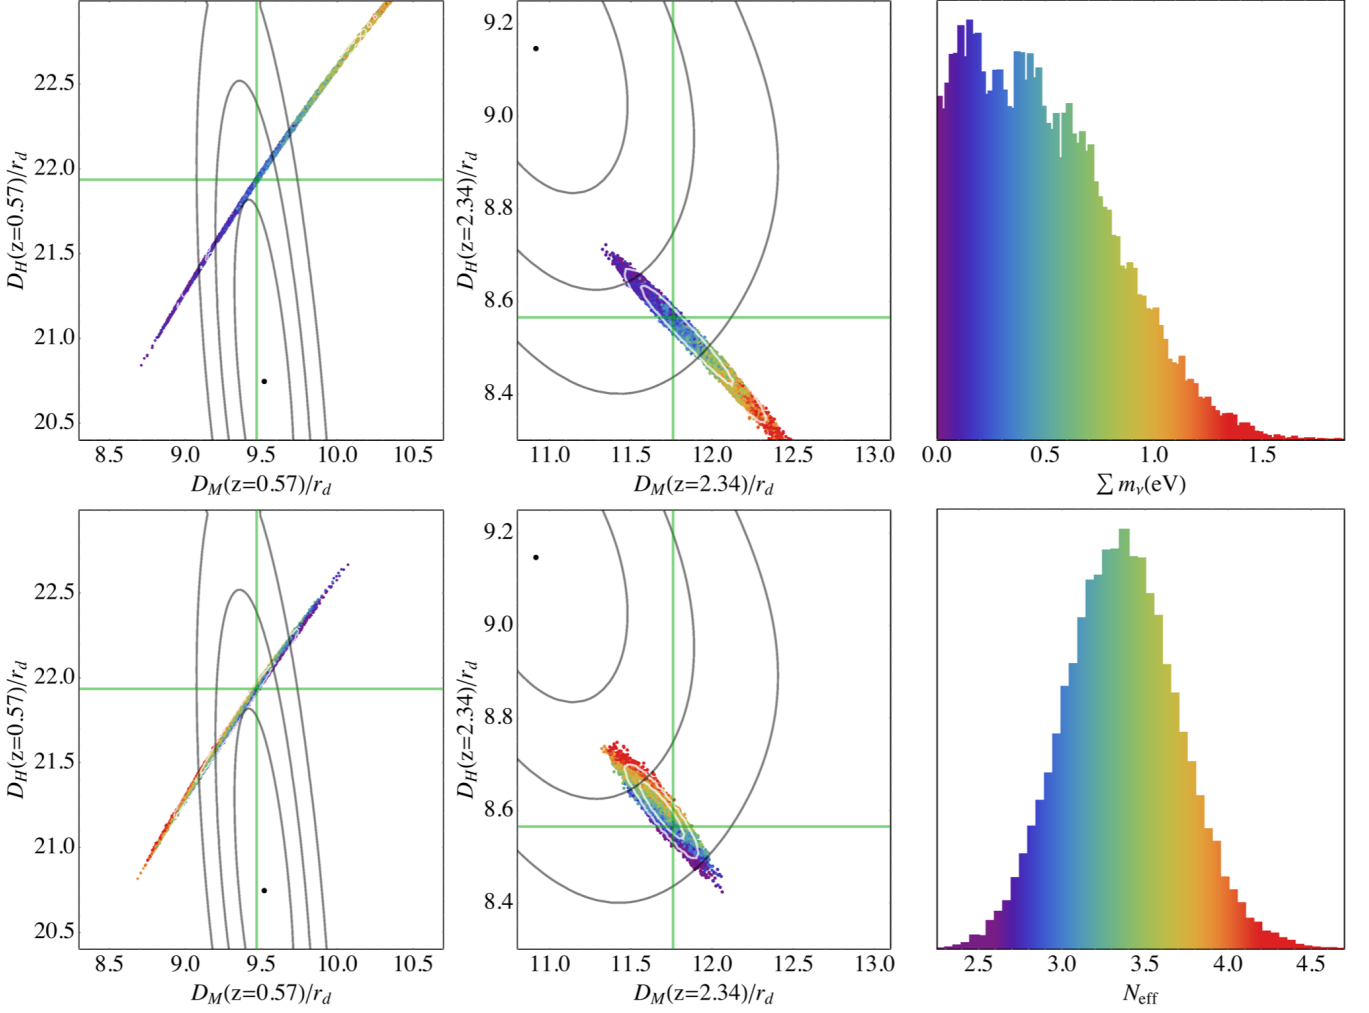 9.2
9.0
8.8
8.6
8.4
22.5
22.0
21.5
21.0
20.5
D_H(z=0.57)/r_d
D_H(z=2.34)/r_d
8.5 9.0 9.5 10.0 10.5
11.0 11.5 12.0 12.5 13.0
0.0 0.5 1.0 1.5
D_M(z=0.57)/r_d
D_M(z=2.34)/r_d
∑ m_ν(eV)
9.2
9.0
8.8
8.6
8.4
22.5
22.0
21.5
21.0
20.5
D_H(z=0.57)/r_d
D_H(z=2.34)/r_d
8.5 9.0 9.5 10.0 10.5
11.0 11.5 12.0 12.5 13.0
2.5 3.0 3.5 4.0 4.5
D_M(z=0.57)/r_d
D_M(z=2.34)/r_d
N_eff